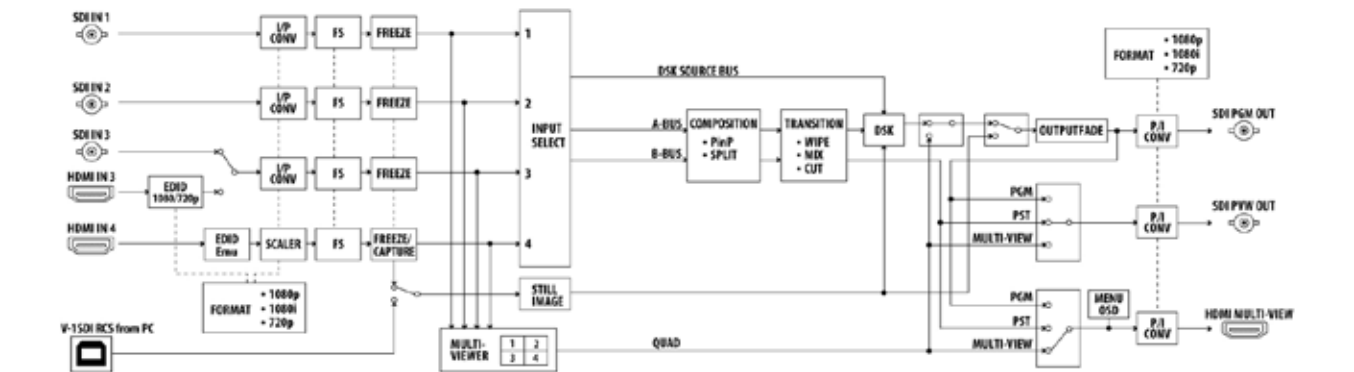 SDI IN 1
I/P CONV
FS
FREEZE
SDI IN 2
I/P CONV
FS
FREEZE
SDI IN 3
HDMI IN 3
EDID
1080/720p
I/P CONV
FS
FREEZE
HDMI IN 4
EDID
Emu
SCALER
FS
FREEZE/
CAPTURE
FORMAT
• 1080p
• 1080i
• 720p
V-1SDI RCS from PC
MULTI-
VIEWER
1 2
3 4
1
2
INPUT
SELECT
3
4
STILL
IMAGE
DSK SOURCE BUS
A-BUS
B-BUS
COMPOSITION
• PinP
• SPLIT
TRANSITION
• WIPE
• MIX
• CUT
DSK
OUTPUTFADE
FORMAT
• 1080p
• 1080i
• 720p
P/I
CONV
SDI PGM OUT
PGM
PST
MULTI-VIEW
P/I
CONV
SDI PVW OUT
PGM
PST
MULTI-VIEW
MENU
OSD
P/I
CONV
HDMI MULTI-VIEW
QUAD